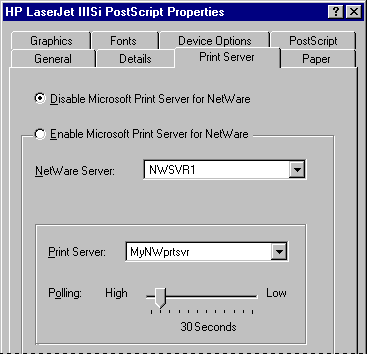 HP LaserJet IIISi PostScript Properties
Graphics Fonts Device Options PostScript
General Details Print Server Paper
Disable Microsoft Print Server for NetWare
Enable Microsoft Print Server for NetWare
NetWare Server: NWSVR1
Print Server: MyNWprtsvr
Polling: High Low
30 Seconds